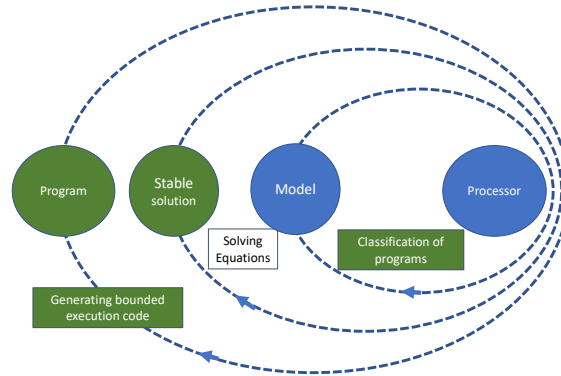 Program
Stable
solution
Model
Processor
Solving
Equations
Classification of
programs
Generating bounded
execution code